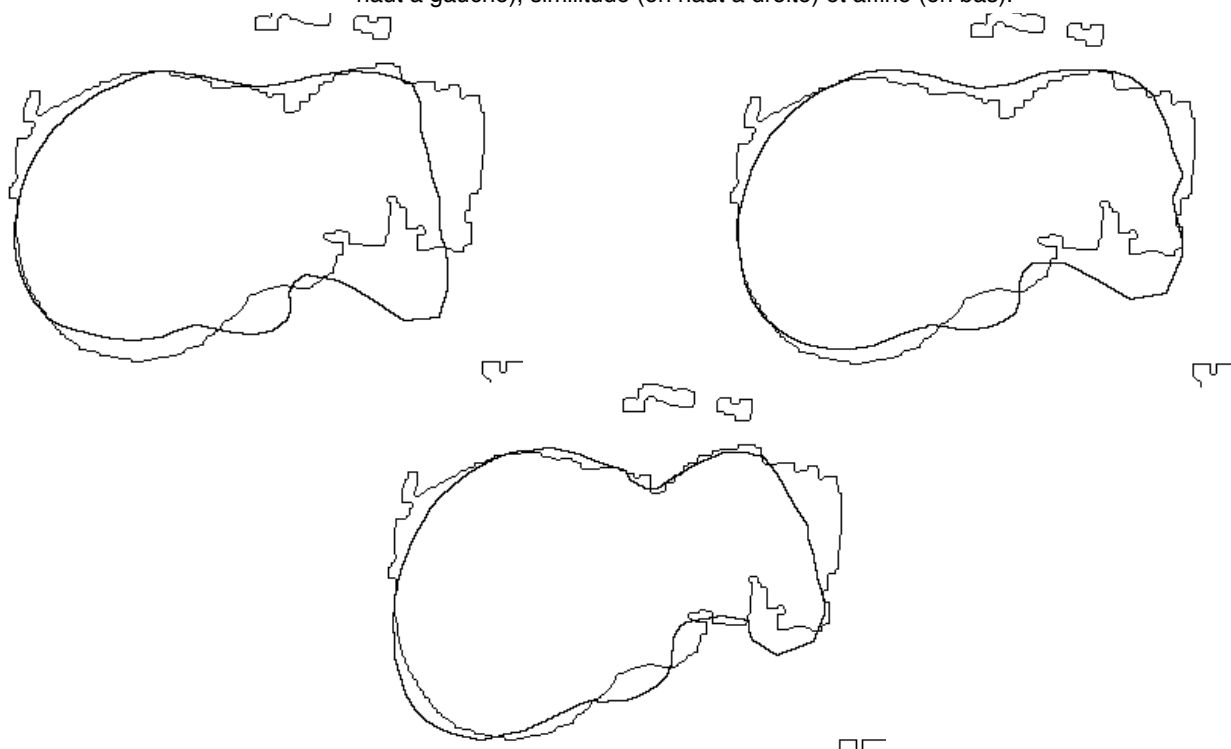 haut à gauche), similitude (en haut à droite) et affine (en bas).